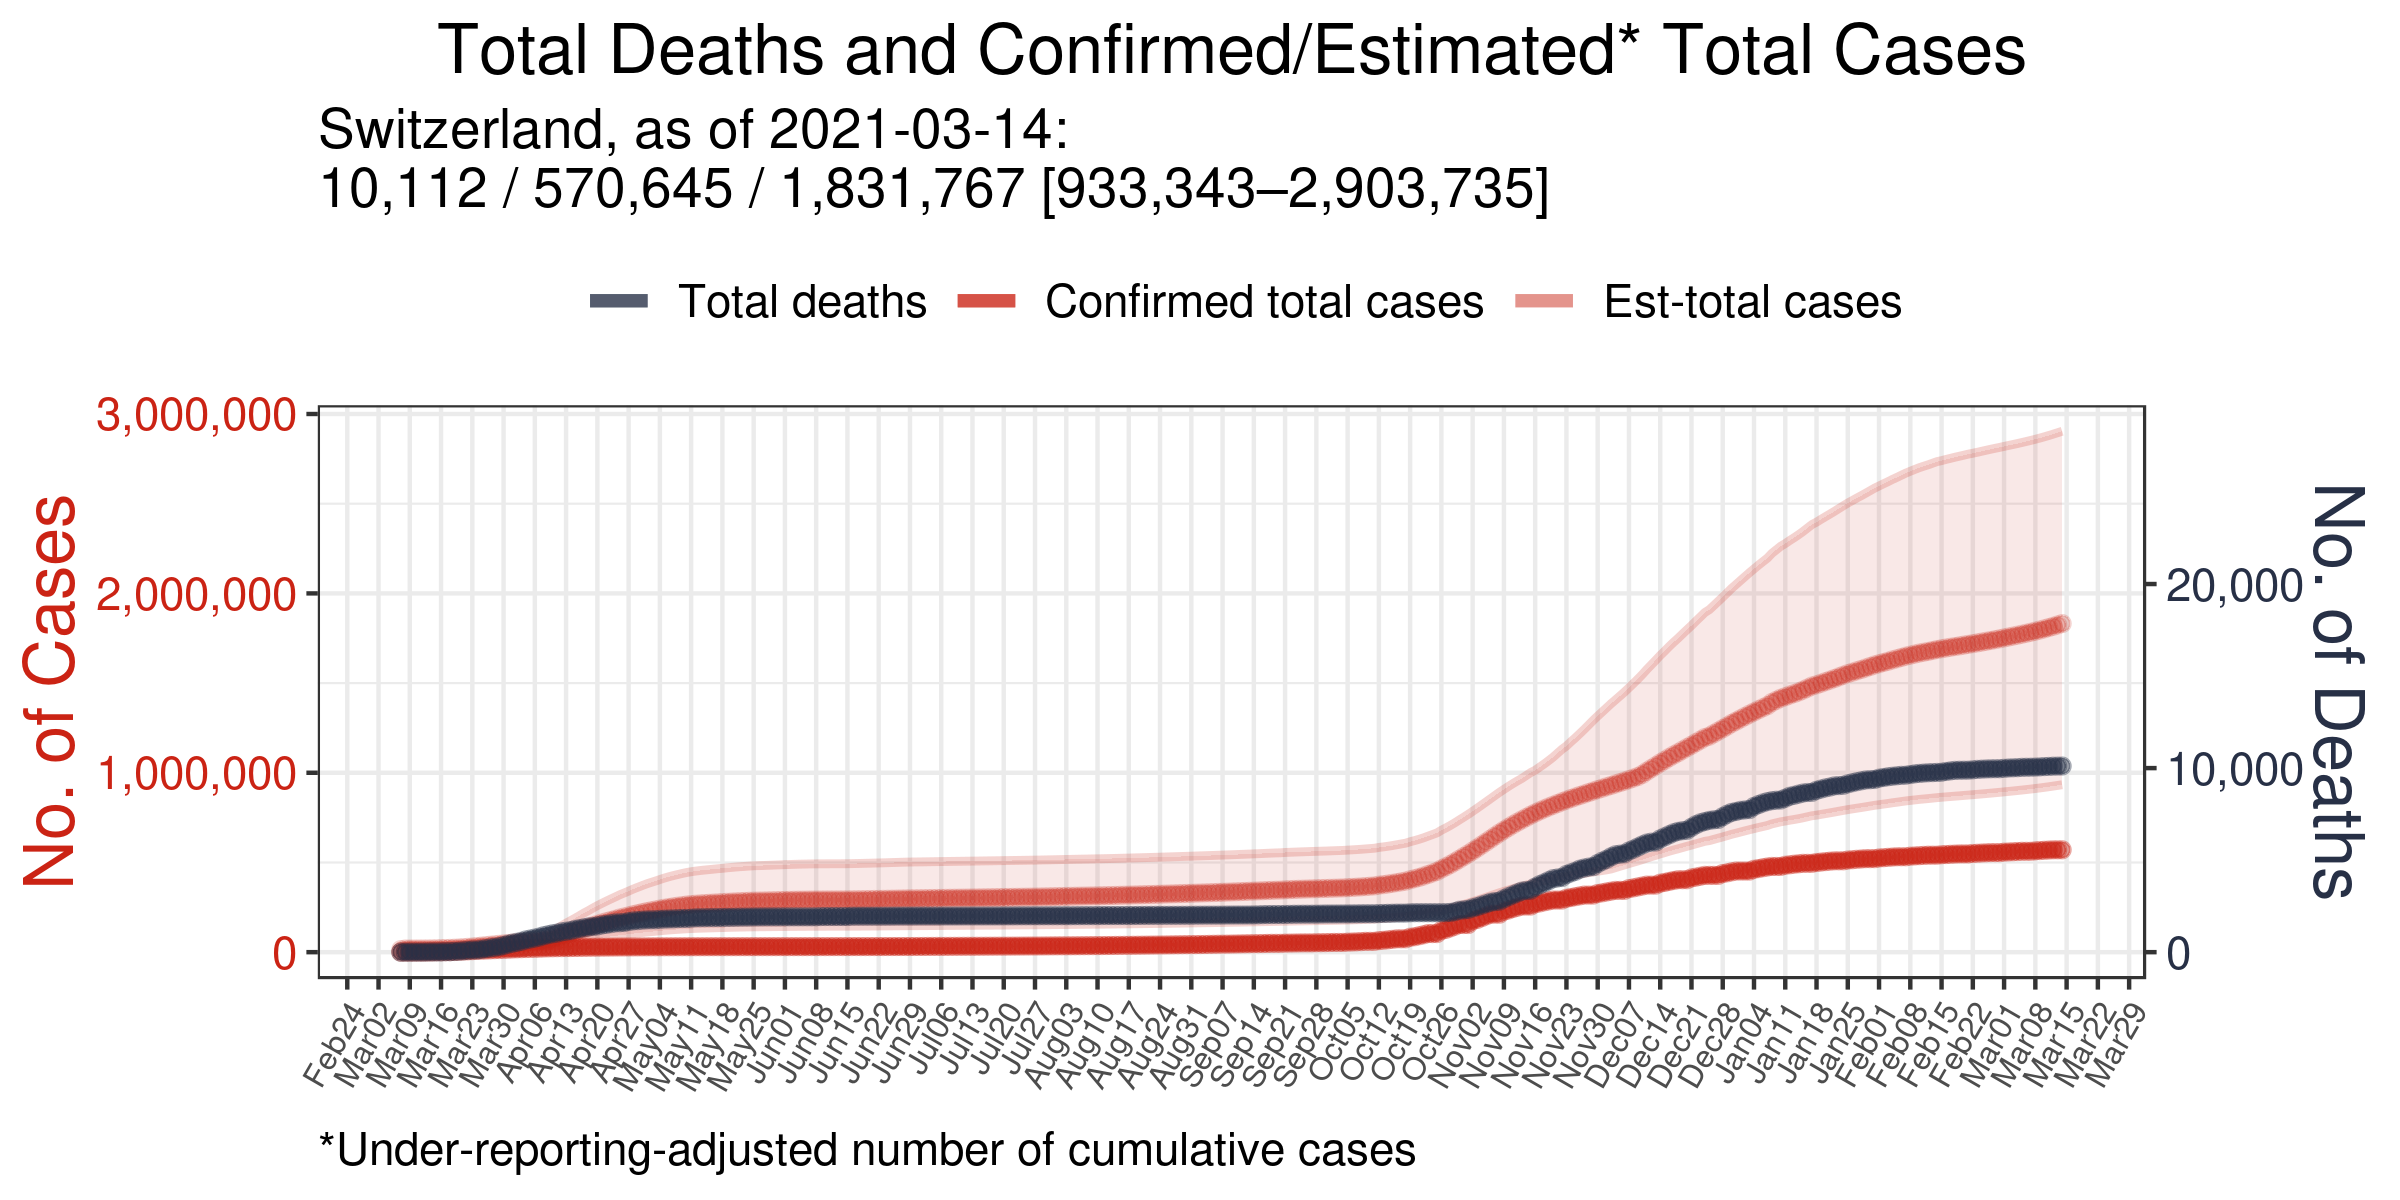 Total Deaths and Confirmed/Estimated* Total Cases
Switzerland, as of 2021-03-14:
10,112 / 570,645 / 1,831,767 [933,343–2,903,735]
Total deaths Confirmed total cases Est-total cases
No. of Cases
3,000,000
2,000,000
1,000,000
0
No. of Deaths
20,000
10,000
0
Feb24 Mar02 Mar09 Mar16 Mar23 Mar30 Apr06 Apr13 Apr20 Apr27 May04 May11 May18 May25 Jun01 Jun08 Jun15 Jun22 Jun29 Jul06 Jul13 Jul20 Jul27 Aug03 Aug10 Aug17 Aug24 Aug31 Sep07 Sep14 Sep21 Sep28 Oct05 Oct12 Oct19 Oct26 Nov02 Nov09 Nov16 Nov23 Nov30 Dec07 Dec14 Dec21 Dec28 Jan04 Jan11 Jan18 Jan25 Feb01 Feb08 Feb15 Feb22 Mar01 Mar08 Mar15 Mar22 Mar29
*Under-reporting-adjusted number of cumulative cases